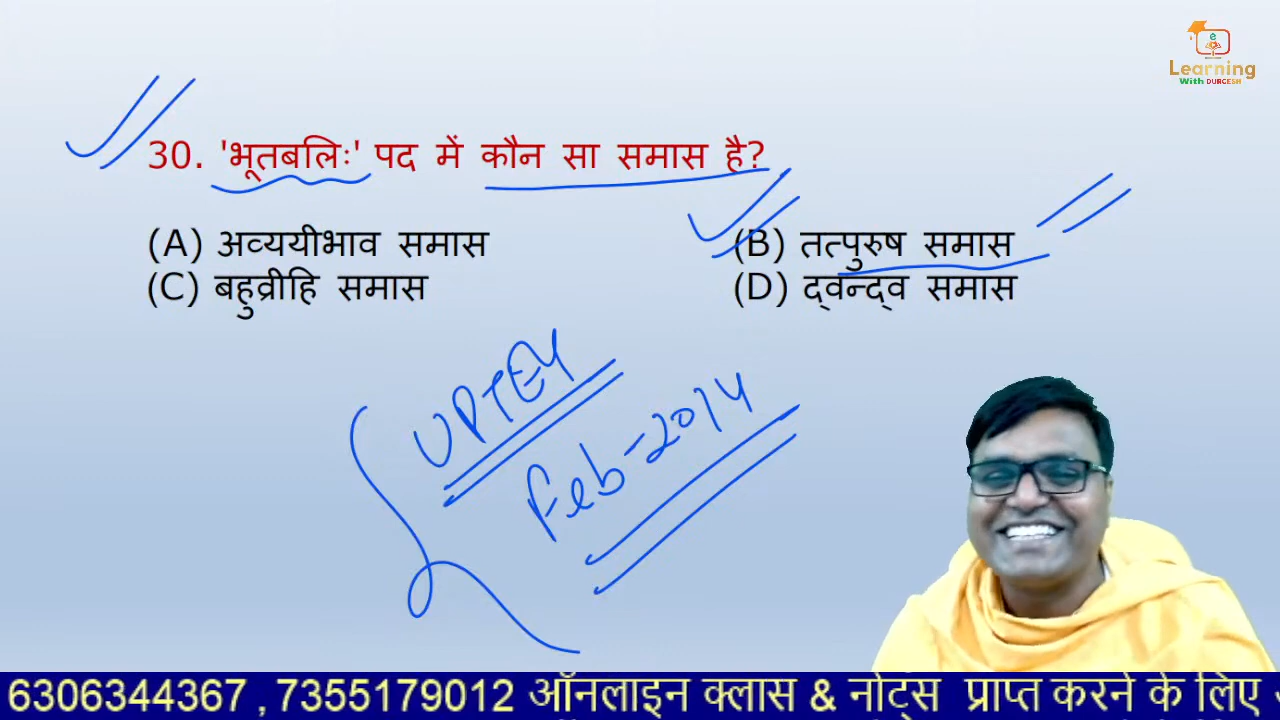 Learning
With DURGESH
30. 'भूतबलिः' पद में कौन सा समास है?
(A) अव्ययीभाव समास (B) तत्पुरुष समास
(C) बहुव्रीहि समास (D) द्वन्द्व समास
Feb-2014
6306344367 , 7355179012 ऑनलाइन क्लास & नोट्स प्राप्त करने के लिए